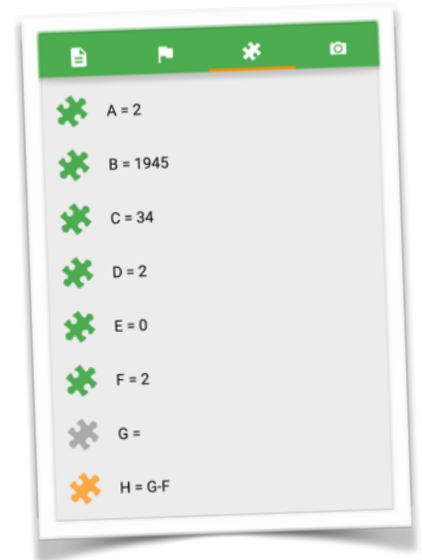 A = 2
B = 1945
C = 34
D = 2
E = 0
F = 2
G =
H = G-F